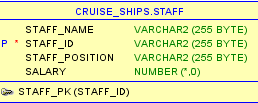 CRUISE_SHIPS.STAFF
STAFF_NAME VARCHAR2 (255 BYTE)
P * STAFF_ID VARCHAR2 (255 BYTE)
STAFF_POSITION VARCHAR2 (255 BYTE)
SALARY NUMBER (*,0)
STAFF_PK (STAFF_ID)